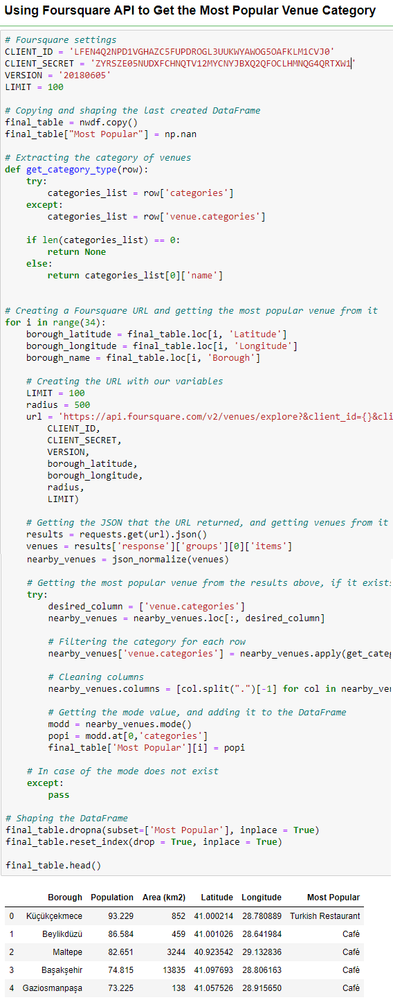 Using Foursquare API to Get the Most Popular Venue Category
# Foursquare settings
CLIENT_ID = 'LFEN4Q2NPD1VGHAZC5FUPDROGL3UUKWYAWOG5OAFKLM1CVJ0'
CLIENT_SECRET = 'ZYRSZE05NUDXFCHNQTV12MYCNYJBXQ2QFOCLHMNQG4QRTXW1'
VERSION = '20180605'
LIMIT = 100
# Copying and shaping the last created DataFrame
final_table = nwdf.copy()
final_table["Most Popular"] = np.nan
# Extracting the category of venues
def get_category_type(row):
    try:
        categories_list = row['categories']
    except:
        categories_list = row['venue.categories']
    if len(categories_list) == 0:
        return None
    else:
        return categories_list[0]['name']
# Creating a Foursquare URL and getting the most popular venue from it
for i in range(34):
    borough_latitude = final_table.loc[i, 'Latitude']
    borough_longitude = final_table.loc[i, 'Longitude']
    borough_name = final_table.loc[i, 'Borough']
    # Creating the URL with our variables
    LIMIT = 100
    radius = 500
    url = 'https://api.foursquare.com/v2/venues/explore?&client_id={}&cli
        CLIENT_ID,
        CLIENT_SECRET,
        VERSION,
        borough_latitude,
        borough_longitude,
        radius,
        LIMIT)
    # Getting the JSON that the URL returned, and getting venues from it
    results = requests.get(url).json()
    venues = results['response']['groups'][0]['items']
    nearby_venues = json_normalize(venues)
    # Getting the most popular venue from the results above, if it exists
    try:
        desired_column = ['venue.categories']
        nearby_venues = nearby_venues.loc[:, desired_column]
        # Filtering the category for each row
        nearby_venues['venue.categories'] = nearby_venues.apply(get_categ
        # Cleaning columns
        nearby_venues.columns = [col.split(".")[-1] for col in nearby_ven
        # Getting the mode value, and adding it to the DataFrame
        modd = nearby_venues.mode()
        popi = modd.at[0,'categories']
        final_table['Most Popular'][i] = popi
    # In case of the mode does not exist
    except:
        pass
# Shaping the DataFrame
final_table.dropna(subset=['Most Popular'], inplace = True)
final_table.reset_index(drop = True, inplace = True)
final_table.head()
Borough Population Area (km2) Latitude Longitude Most Popular
0 Küçükçekmece 93.229 852 41.000214 28.780889 Turkish Restaurant
1 Beylikdüzü 86.584 459 41.001026 28.641984 Café
2 Maltepe 82.651 3244 40.923542 29.132836 Café
3 Başakşehir 74.815 13835 41.097693 28.806163 Café
4 Gaziosmanpaşa 73.225 138 41.057526 28.915650 Café